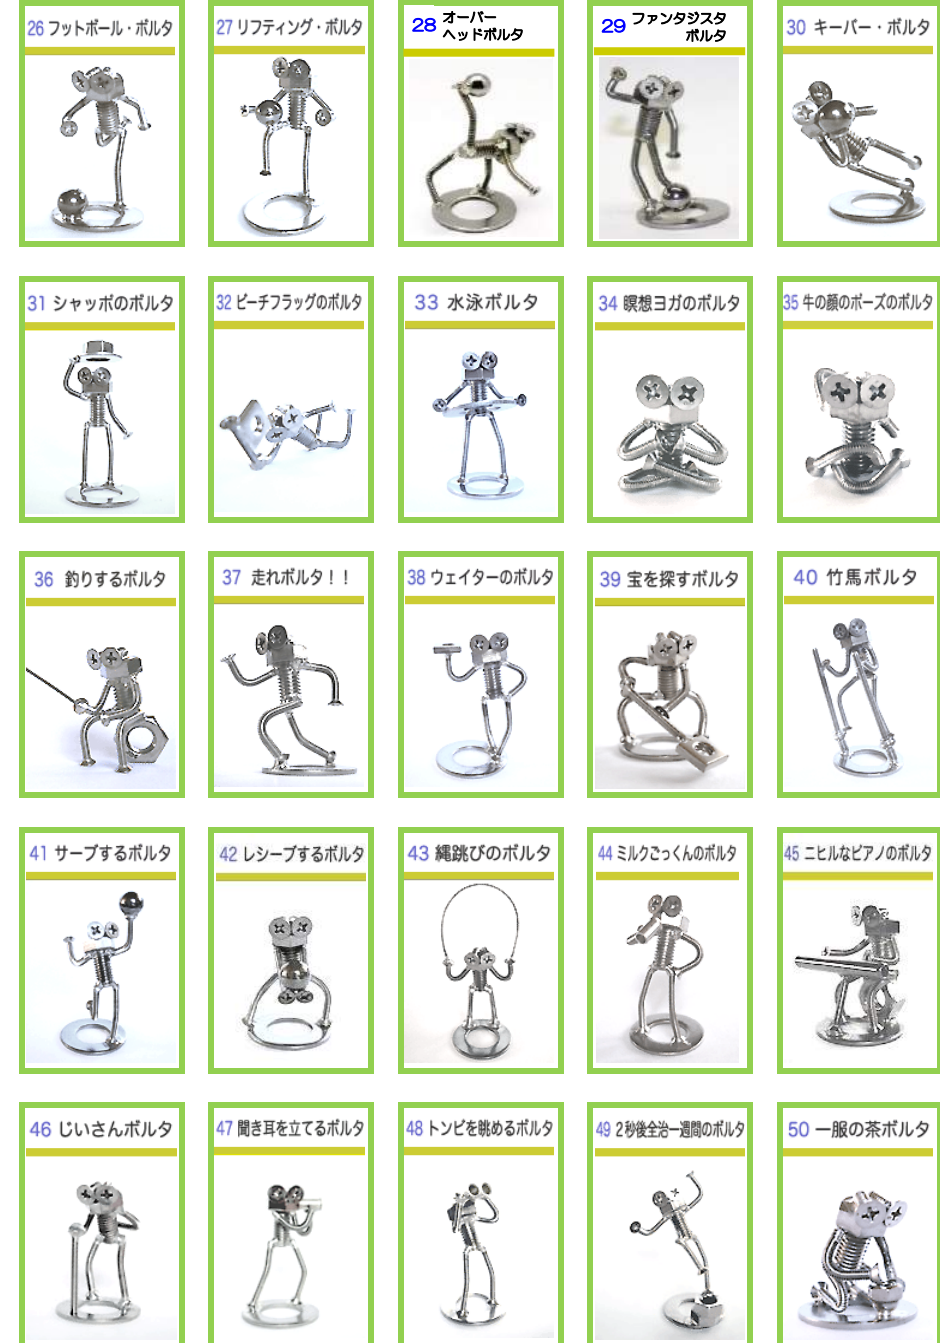 26 フットボール・ボルタ
27 リフティング・ボルタ
28 オーバー
ヘッドボルタ
29 ファンタジスタ
ボルタ
30 キーパー・ボルタ
31 シャッポのボルタ
32 ビーチフラッグのボルタ
33 水泳ボルタ
34 瞑想ヨガのボルタ
35 牛の顔のポーズのボルタ
36 釣りするボルタ
37 走れボルタ！！
38 ウェイターのボルタ
39 宝を探すボルタ
40 竹馬ボルタ
41 サーブするボルタ
42 レシーブするボルタ
43 縄跳びのボルタ
44 ミルクごっくんのボルタ
45 ニヒルなピアノのボルタ
46 じいさんボルタ
47 聞き耳を立てるボルタ
48 トンビを眺めるボルタ
49 2秒後全治一週間のボルタ
50 一服の茶ボルタ